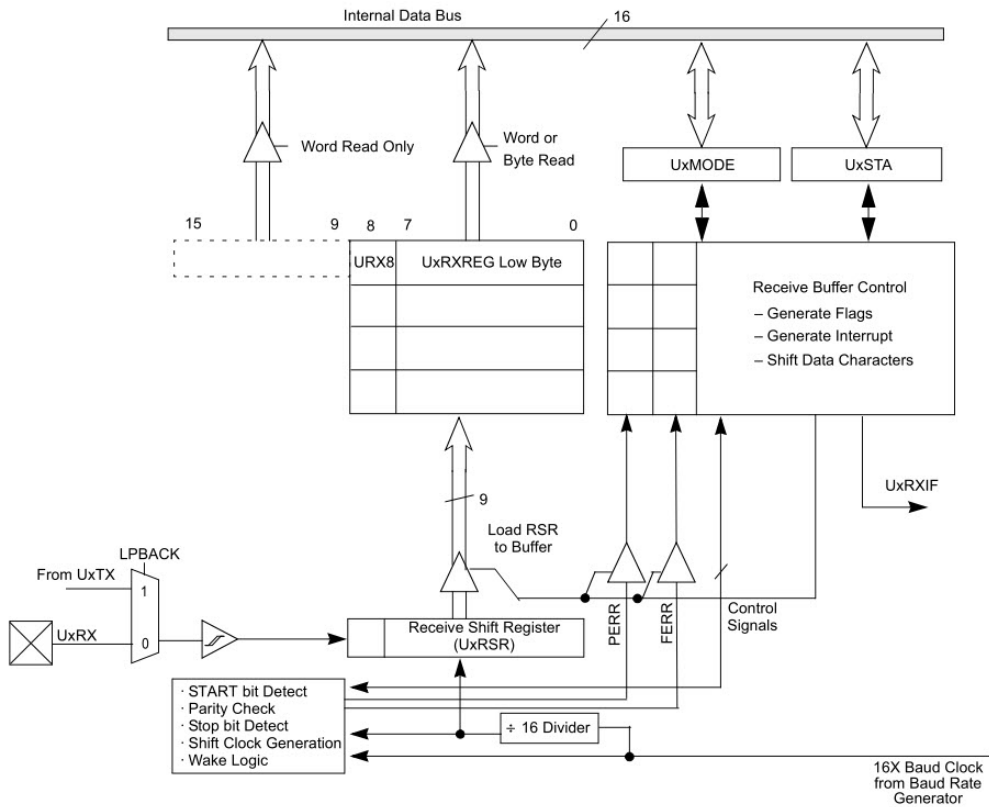 Internal Data Bus
16
Word Read Only
Word or
Byte Read
UxMODE
UxSTA
15
9
8
7
0
URX8
UxRXREG Low Byte
Receive Buffer Control
– Generate Flags
– Generate Interrupt
– Shift Data Characters
UxRXIF
9
Load RSR
to Buffer
LPBACK
From UxTX
1
UxRX
0
Receive Shift Register
(UxRSR)
PERR
FERR
Control
Signals
· START bit Detect
· Parity Check
· Stop bit Detect
· Shift Clock Generation
· Wake Logic
÷ 16 Divider
16X Baud Clock
from Baud Rate
Generator